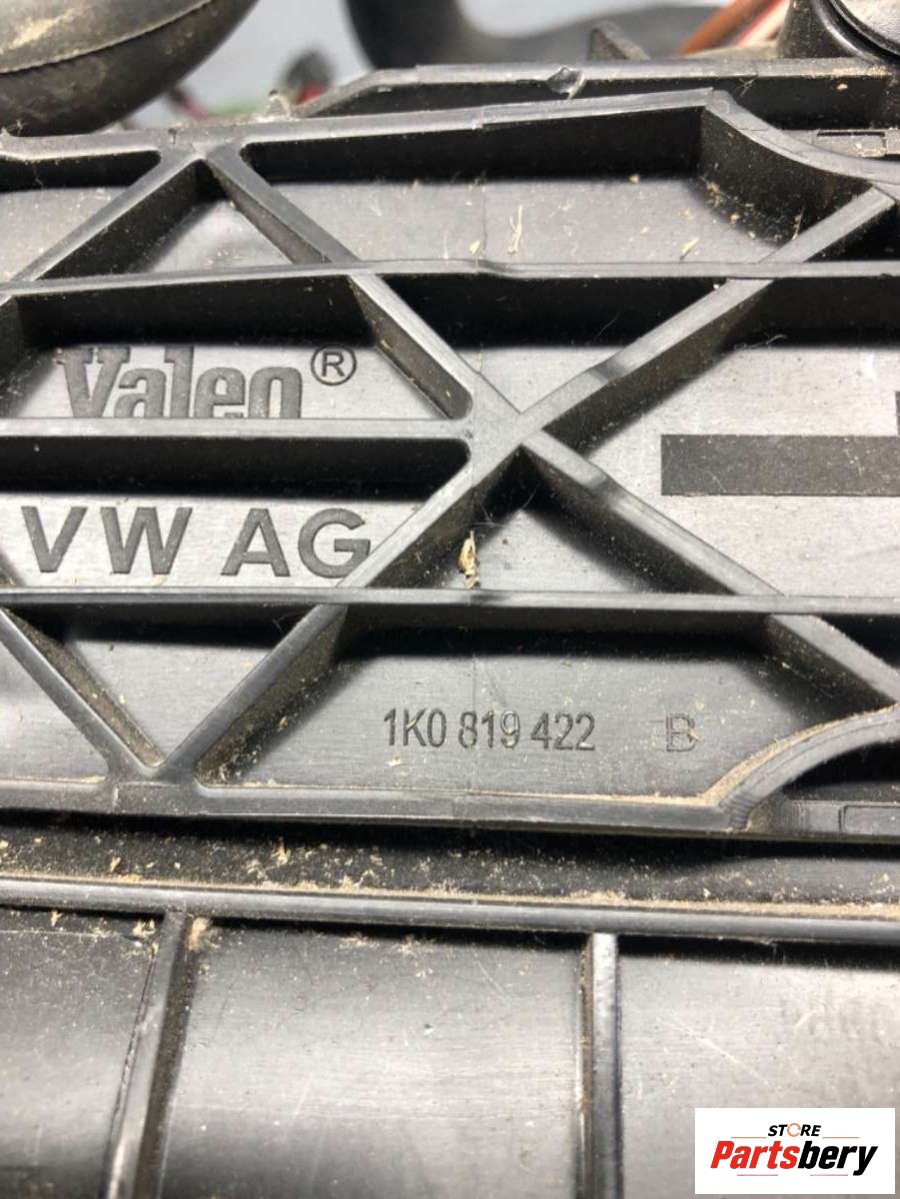 Valeo®
VW AG
1K0 819 422 B
STORE
Partsbery